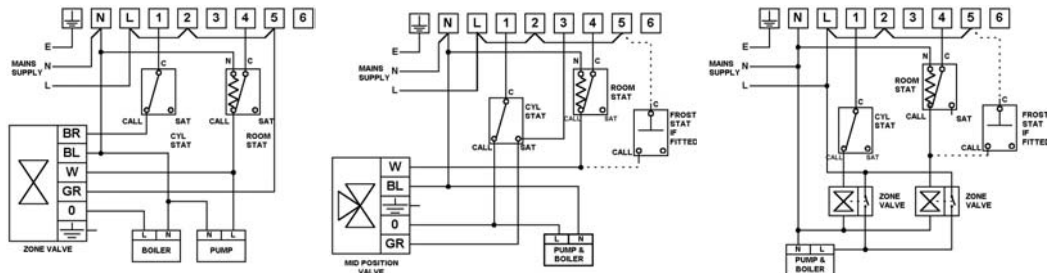 N L 1 2 3 4 5 6
E
MAINS
SUPPLY
N
L
C
N C
CALL SAT
CYL
STAT
CALL SAT
ROOM
STAT
BR
BL
W
GR
0
ZONE VALVE
L N
BOILER
L N
PUMP
N L 1 2 3 4 5 6
E
MAINS
SUPPLY
N
L
N C
ROOM
STAT
CALL SAT
C
CYL
STAT
CALL SAT
C
FROST
STAT
IF
FITTED
CALL
W
BL
0
GR
MID POSITION
VALVE
L N
PUMP &
BOILER
N L 1 2 3 4 5 6
E
MAINS
SUPPLY
N
L
N C
ROOM
STAT
CALL SAT
C
CYL
STAT
CALL SAT
C
FROST
STAT
IF
FITTED
CALL
ZONE
VALVE
ZONE
VALVE
N L
PUMP &
BOILER